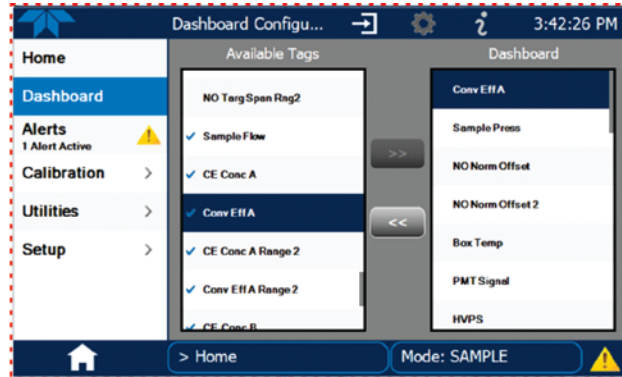 Dashboard Configu...
3:42:26 PM
Home
Dashboard
Alerts
1 Alert Active
Calibration
Utilities
Setup
Available Tags
NO Targ Span Rng2
Sample Flow
CE Conc A
Conv Eff A
CE Conc A Range 2
Conv Eff A Range 2
CE Conc B
>>
<<
Dashboard
Conv Eff A
Sample Press
NO Norm Offset
NO Norm Offset 2
Box Temp
PMT Signal
HVPS
> Home
Mode: SAMPLE